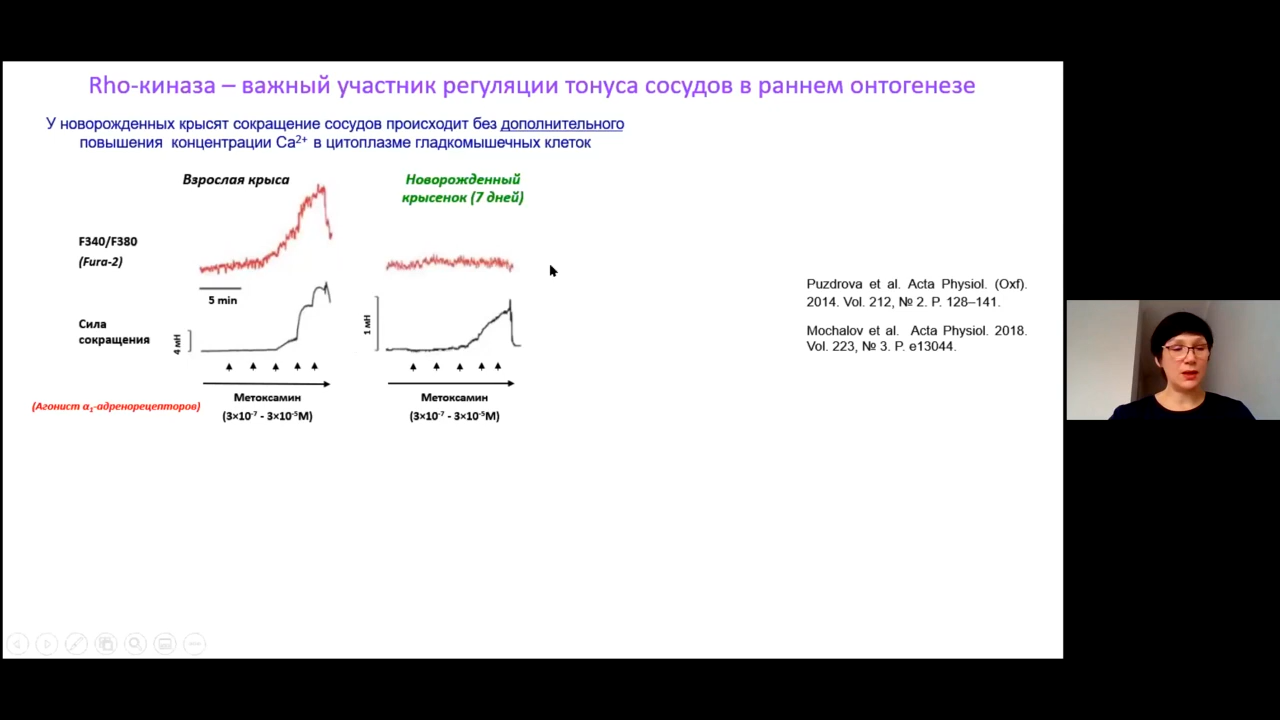 Rho-киназа – важный участник регуляции тонуса сосудов в раннем онтогенезе
У новорожденных крысят сокращение сосудов происходит без дополнительного
повышения концентрации Ca²⁺ в цитоплазме гладкомышечных клеток
Взрослая крыса
Новорожденный
крысенок (7 дней)
F340/F380
(Fura-2)
5 min
Сила
сокращения
4 мН
1 мН
Метоксамин
(3×10⁻⁷ - 3×10⁻⁵М)
Метоксамин
(3×10⁻⁷ - 3×10⁻⁵М)
(Агонист α₁-адренорецепторов)
Puzdrova et al. Acta Physiol. (Oxf).
2014. Vol. 212, № 2. P. 128–141.
Mochalov et al. Acta Physiol. 2018.
Vol. 223, № 3. P. e13044.